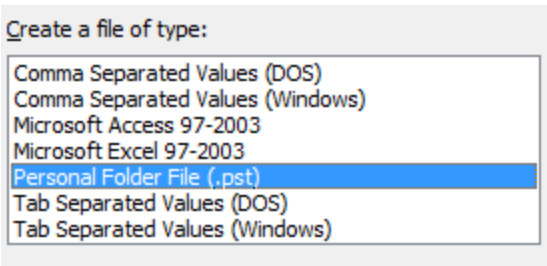 Create a file of type:
Comma Separated Values (DOS)
Comma Separated Values (Windows)
Microsoft Access 97-2003
Microsoft Excel 97-2003
Personal Folder File (.pst)
Tab Separated Values (DOS)
Tab Separated Values (Windows)